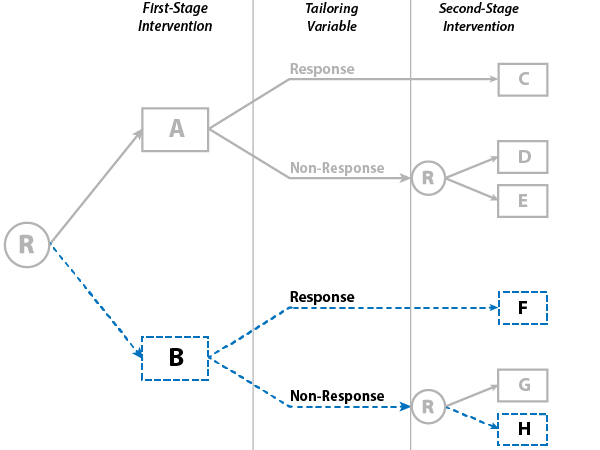 First-Stage
Intervention
Tailoring
Variable
Second-Stage
Intervention
Response
C
A
Non-Response
R
D
E
R
Response
F
B
Non-Response
R
G
H